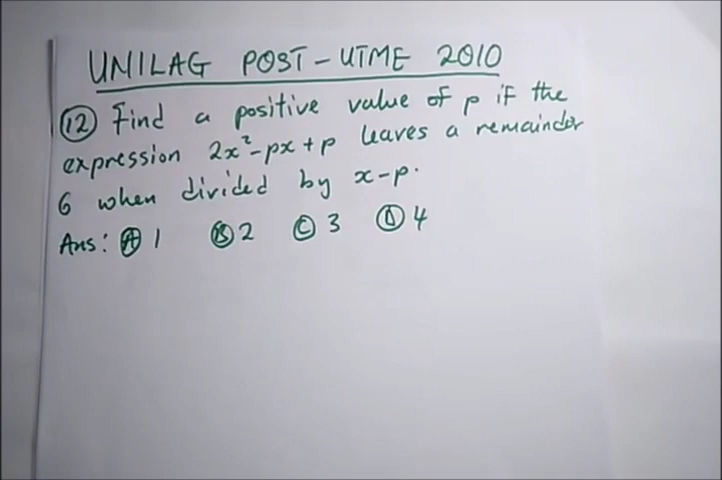 UNILAG POST-UTME 2010
(12) Find a positive value of p if the
expression 2x²-px+p leaves a remainder
6 when divided by x-p.
Ans: (A) 1 (B) 2 (C) 3 (D) 4